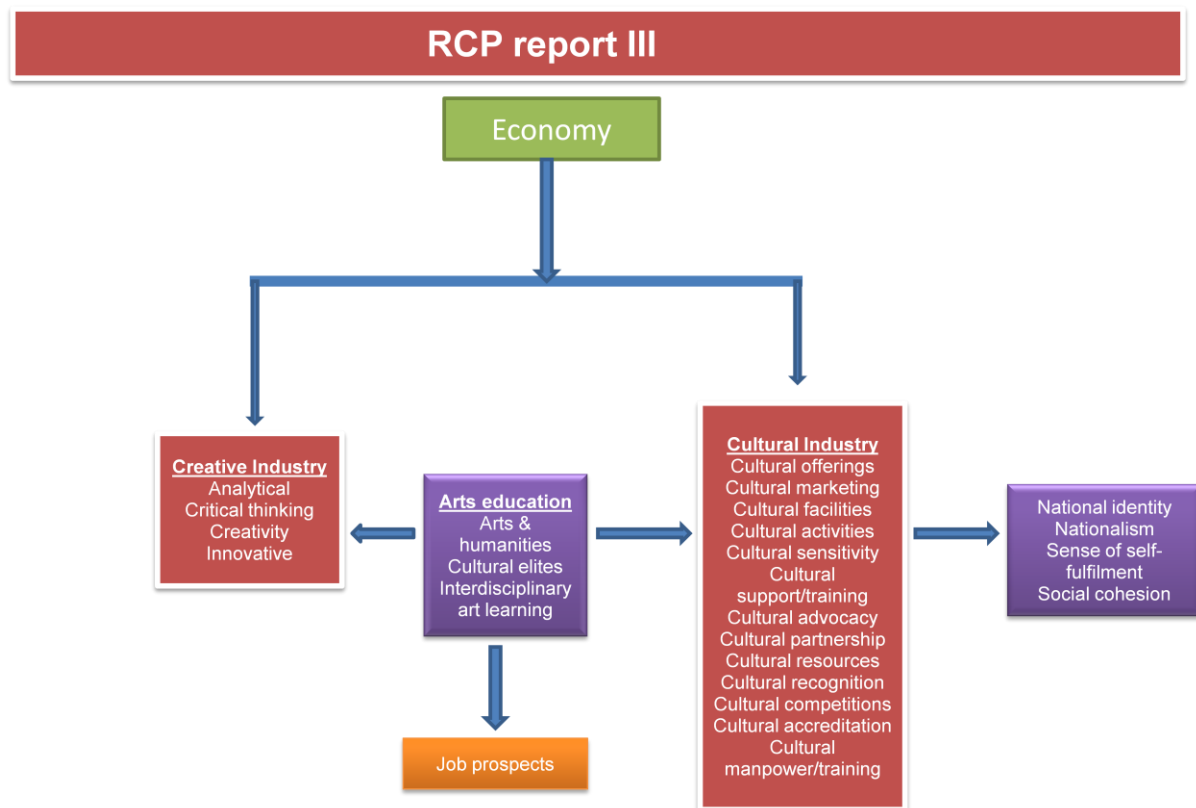 RCP report III
Economy
Creative Industry
Analytical
Critical thinking
Creativity
Innovative
Arts education
Arts &
humanities
Cultural elites
Interdisciplinary
art learning
Job prospects
Cultural Industry
Cultural offerings
Cultural marketing
Cultural facilities
Cultural activities
Cultural sensitivity
Cultural
support/training
Cultural advocacy
Cultural partnership
Cultural resources
Cultural recognition
Cultural competitions
Cultural accreditation
Cultural
manpower/training
National identity
Nationalism
Sense of self-
fulfilment
Social cohesion